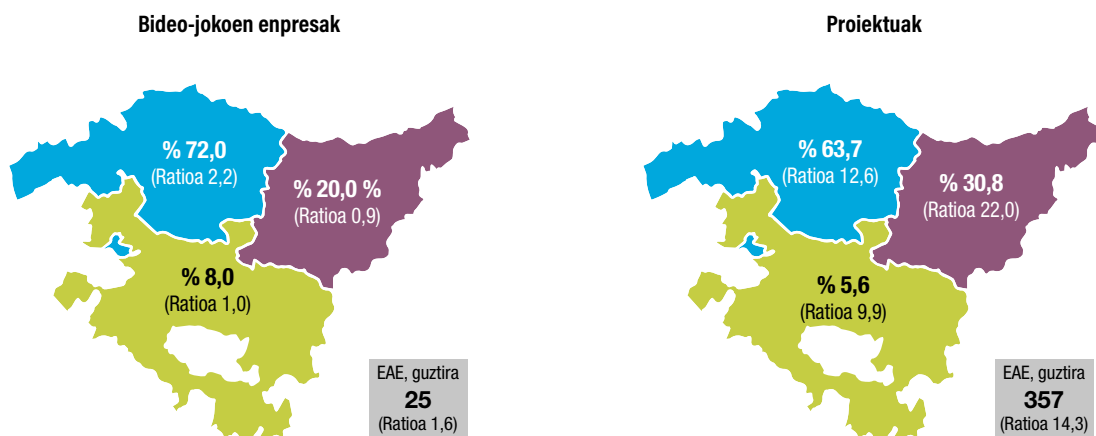 Bideo-jokoen enpresak
% 72,0
(Ratioa 2,2)
% 20,0 %
(Ratioa 0,9)
% 8,0
(Ratioa 1,0)
EAE, guztira
25
(Ratioa 1,6)
Proiektuak
% 63,7
(Ratioa 12,6)
% 30,8
(Ratioa 22,0)
% 5,6
(Ratioa 9,9)
EAE, guztira
357
(Ratioa 14,3)